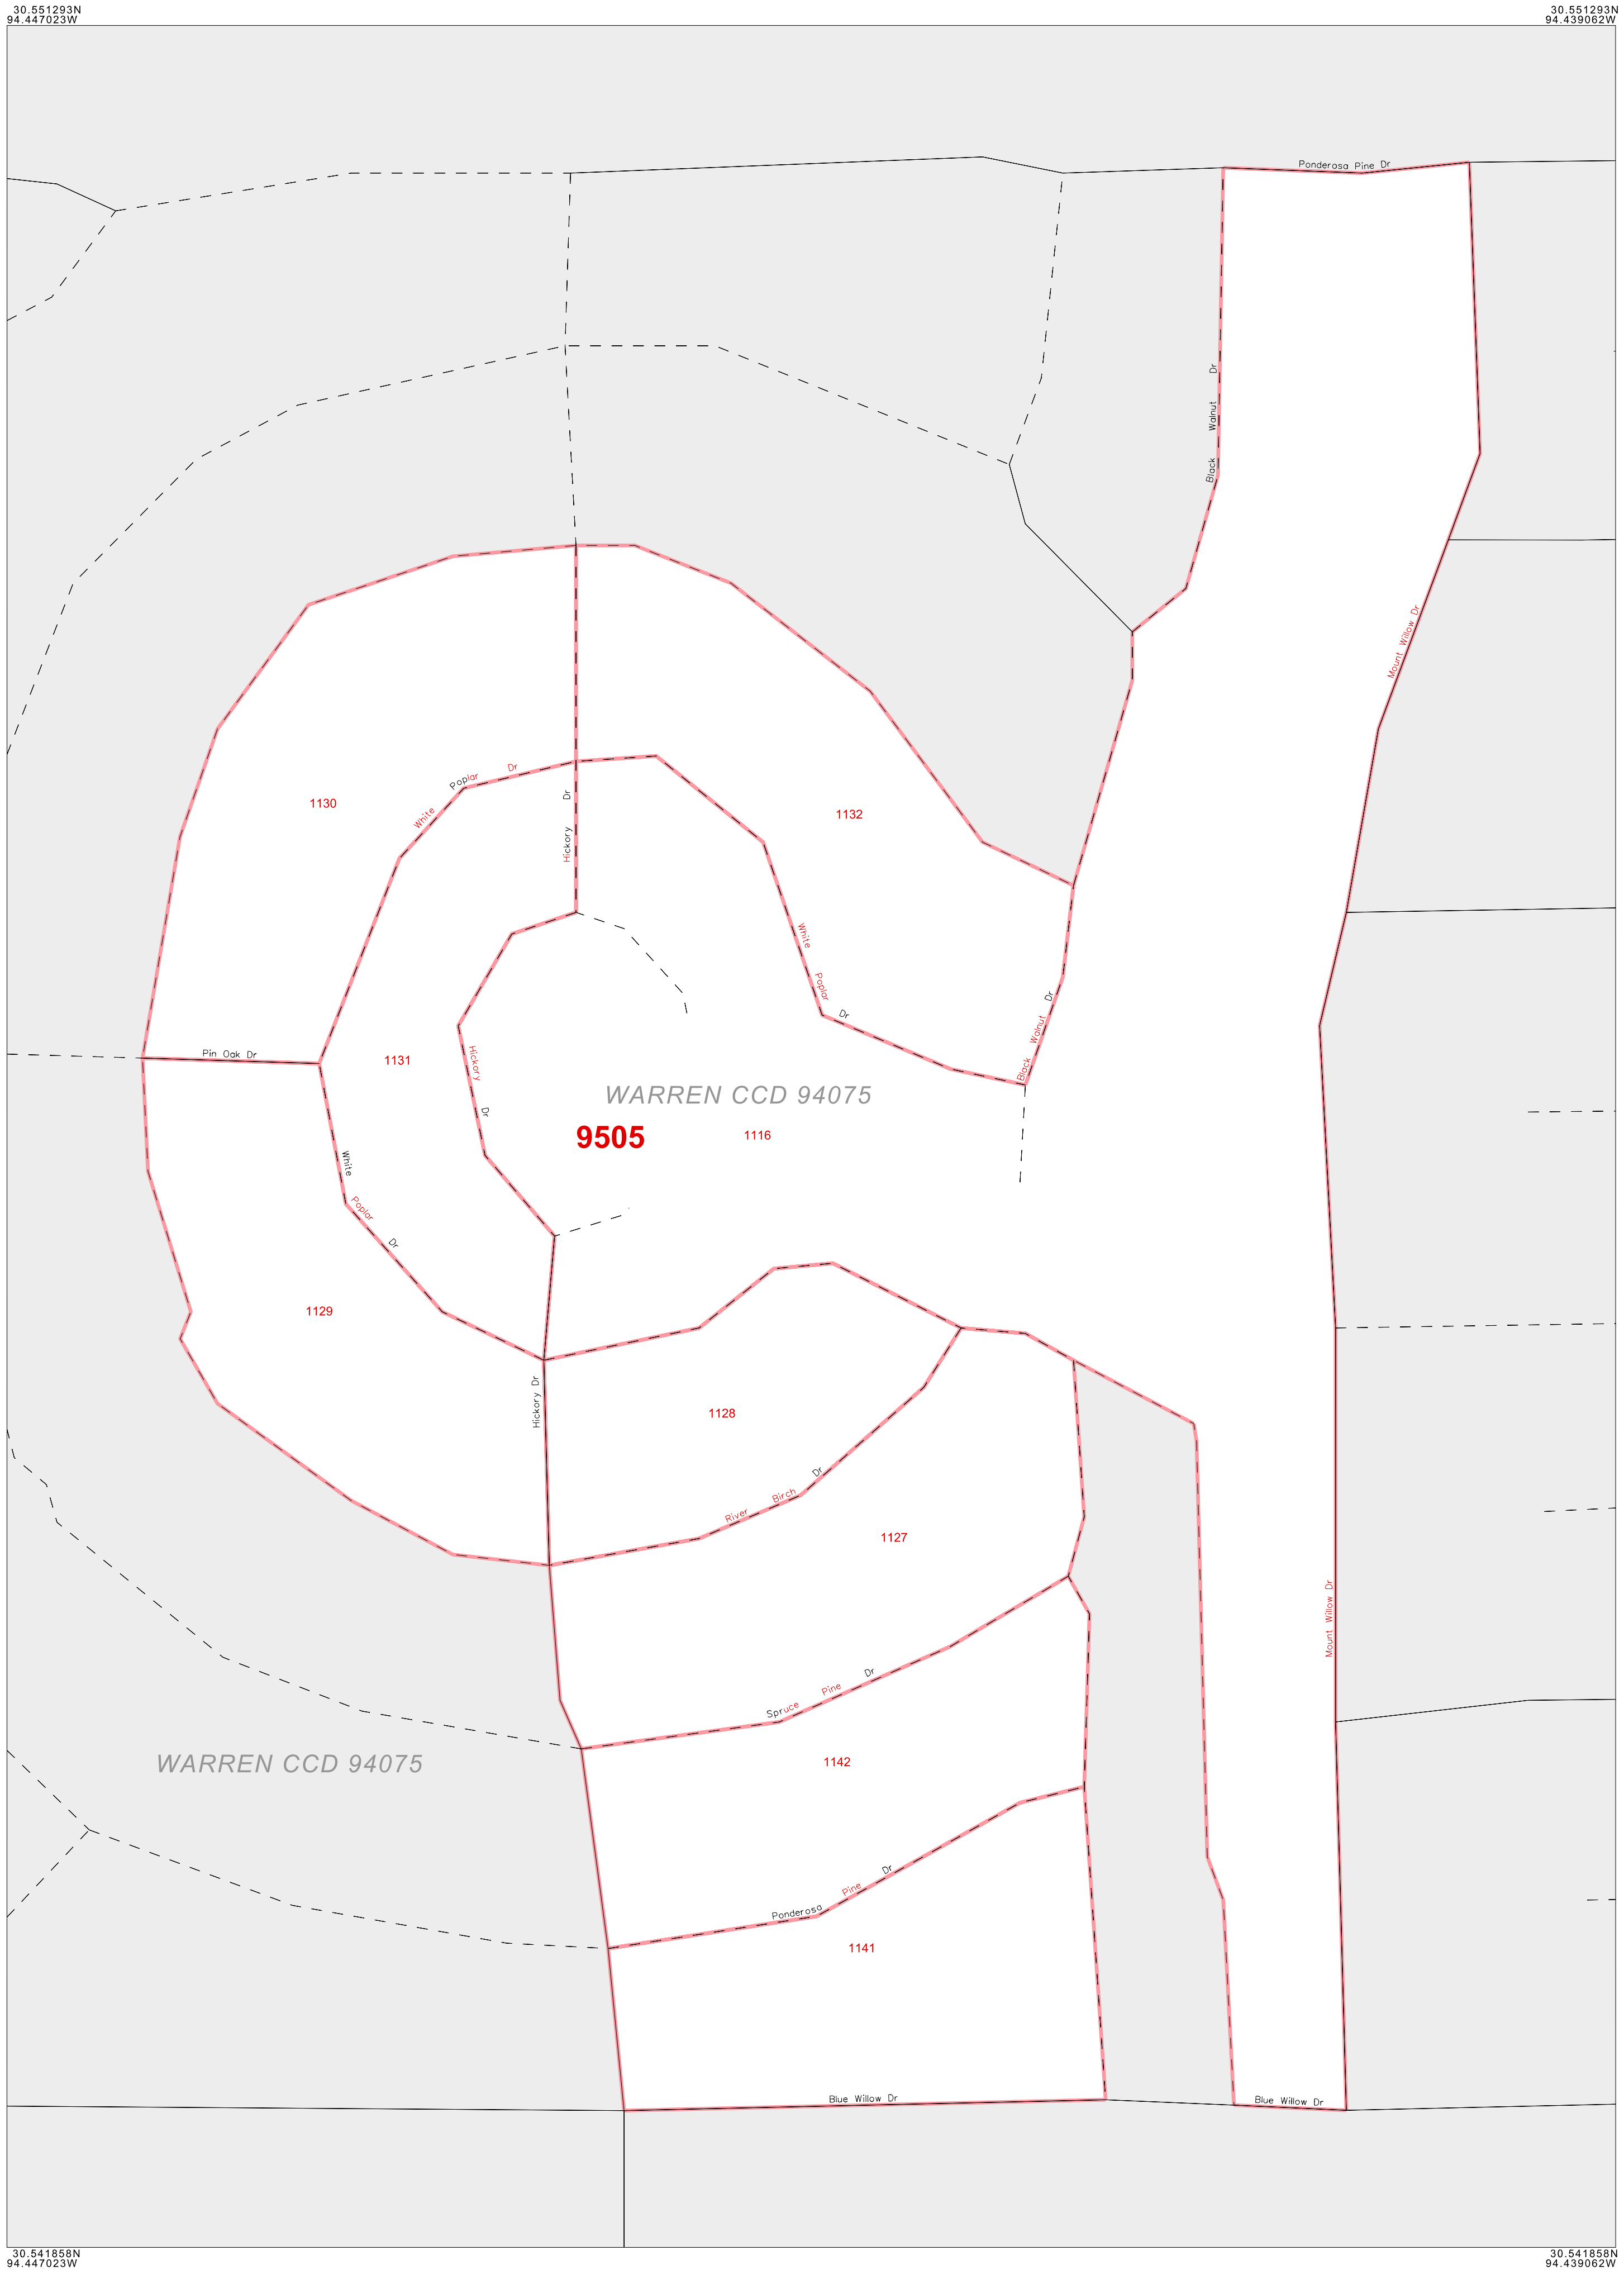 30.551293N
94.447023W
30.551293N
94.439062W
Ponderosa Pine Dr
Black Walnut Dr
Mount Willow Dr
White Poplar Dr
Hickory Dr
1130
1132
White Poplar Dr
Black Walnut Dr
Pin Oak Dr
1131
Hickory Dr
WARREN CCD 94075
9505
1116
White Poplar Dr
1129
Hickory Dr
1128
River Birch Dr
1127
Mount Willow Dr
Spruce Pine Dr
WARREN CCD 94075
1142
Ponderosa Pine Dr
1141
Blue Willow Dr
Blue Willow Dr
30.541858N
94.447023W
30.541858N
94.439062W